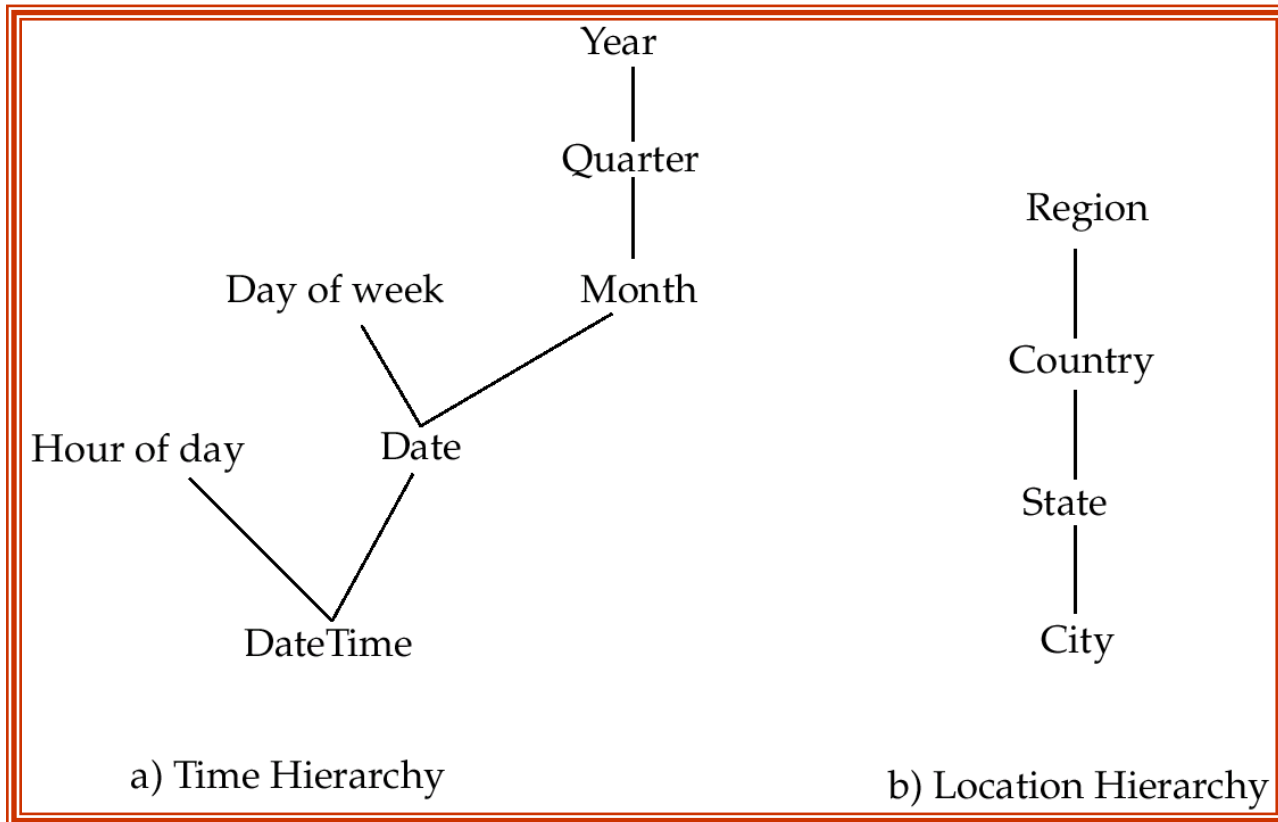 Year
Quarter
Region
Day of week
Month
Country
Hour of day
Date
State
DateTime
City
a) Time Hierarchy
b) Location Hierarchy